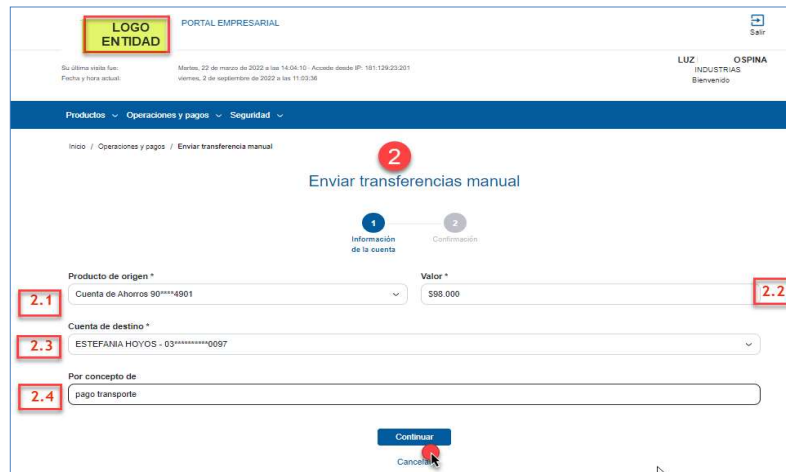 LOGO
ENTIDAD
PORTAL EMPRESARIAL
Salir
Su última visita fue: Martes, 22 de marzo de 2022 a las 14:04:10 - Accede desde IP: 181:129:23:201
Fecha y hora actual: viernes, 2 de septiembre de 2022 a las 11:03:36
LUZ OSPINA
INDUSTRIAS
Bienvenido
Productos Operaciones y pagos Seguridad
Inicio / Operaciones y pagos / Enviar transferencia manual
2
Enviar transferencias manual
1 2
Información de la cuenta
Confirmación
Producto de origen * Valor *
2.1 Cuenta de Ahorros 90****4901 $98.000 2.2
Cuenta de destino *
2.3 ESTEFANIA HOYOS - 03**********0097
Por concepto de
2.4 pago transporte
Continuar
Cancelar